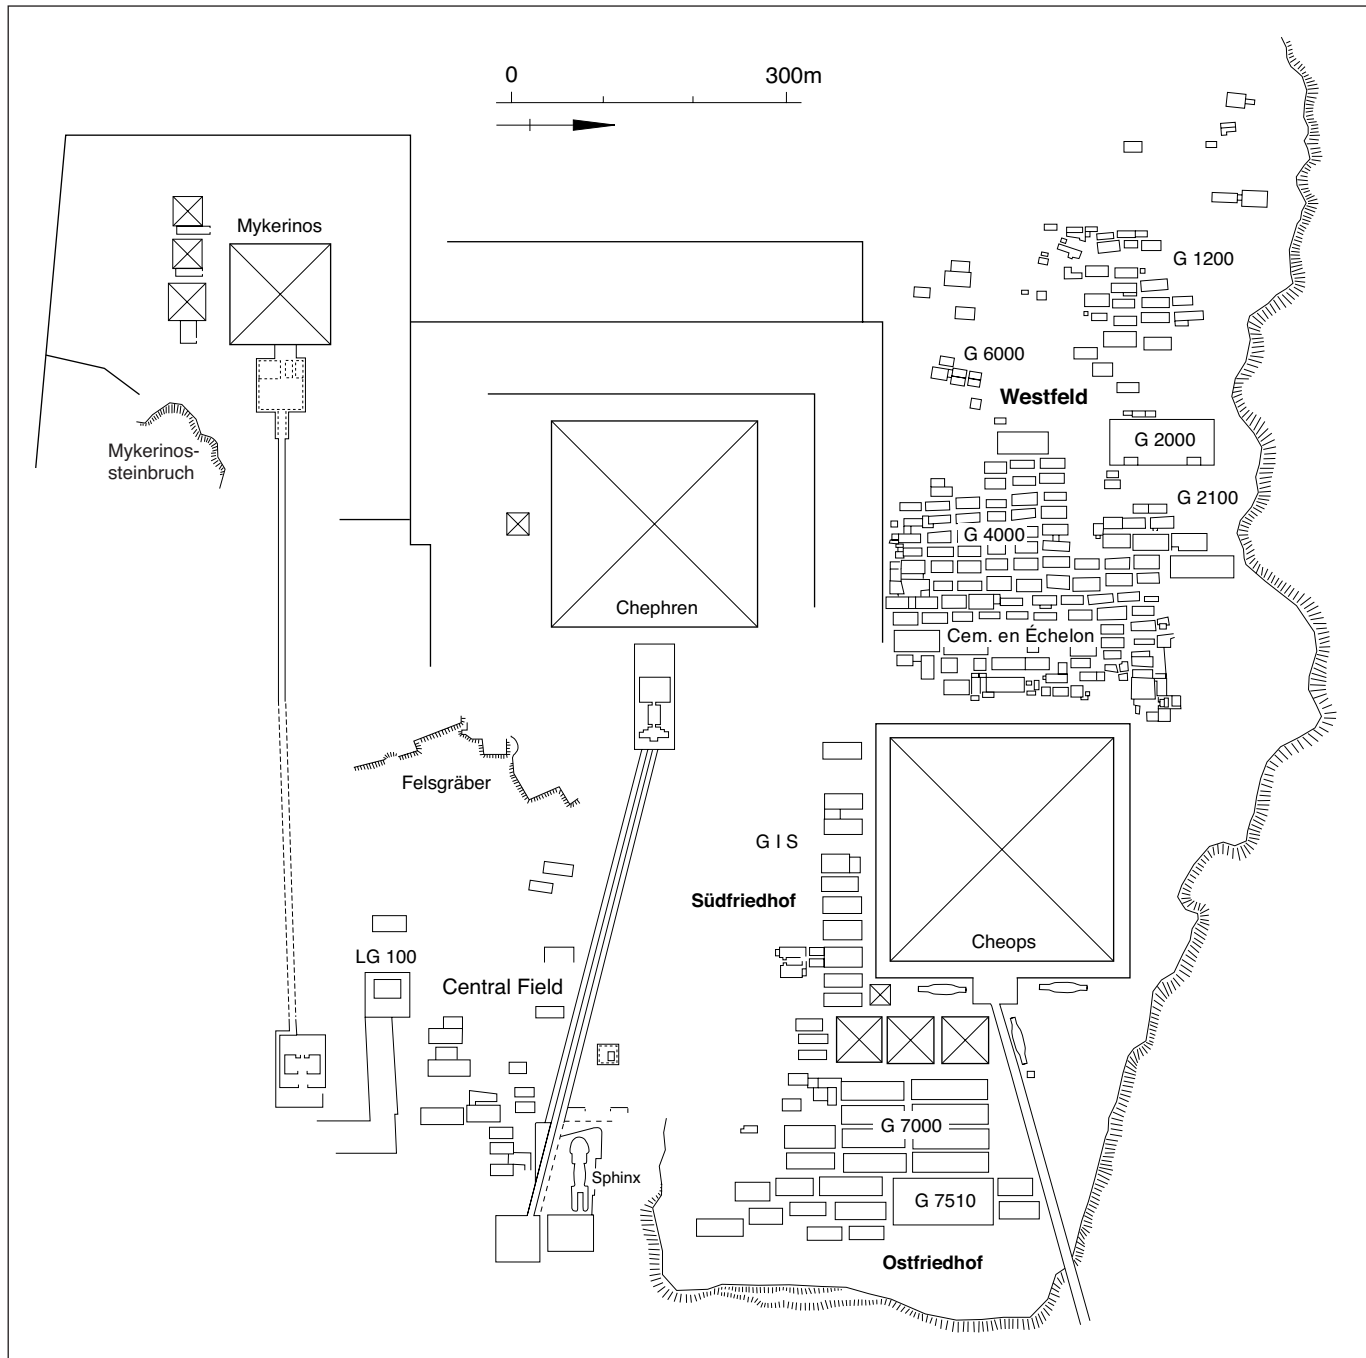 0 300m
Mykerinos
G 1200
G 6000
Westfeld
G 2000
Mykerinos-
steinbruch
G 2100
G 4000
Chephren
Cem. en Échelon
Felsgräber
G I S
Südfriedhof
Cheops
LG 100
Central Field
G 7000
Sphinx
G 7510
Ostfriedhof